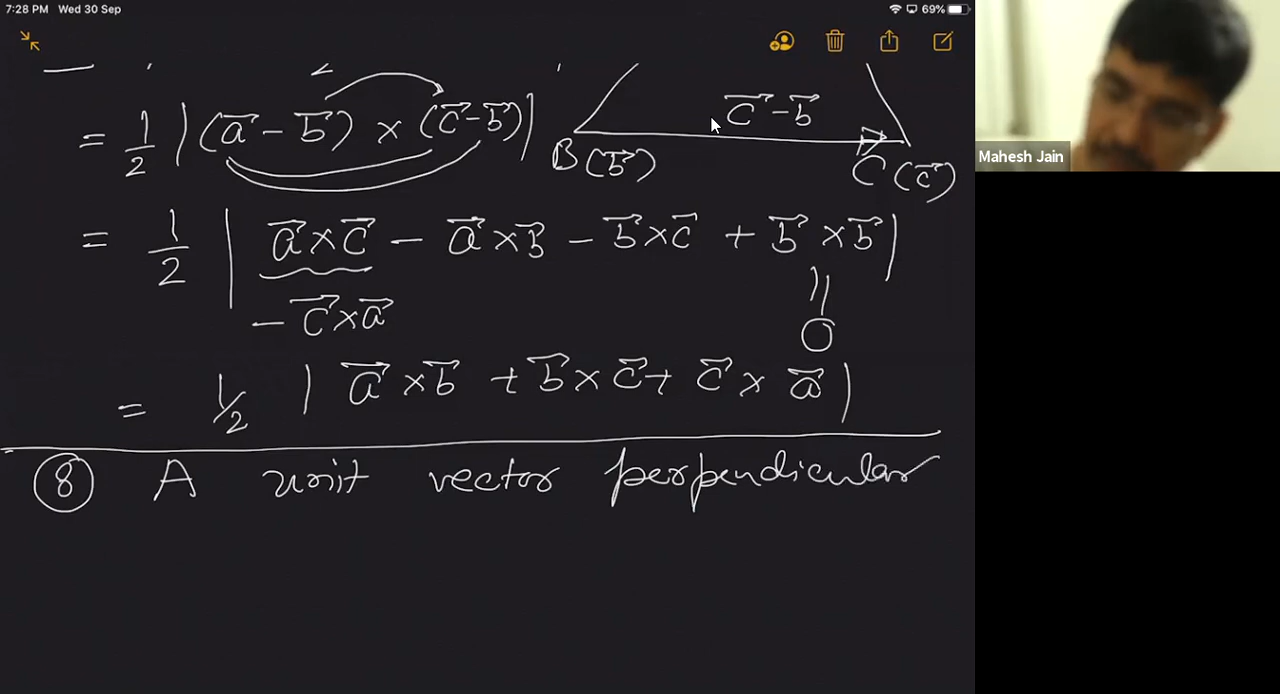 7:28 PM Wed 30 Sep 69%
= 1/2 |(a⃗ - b⃗) × (c⃗ - b⃗)|
c⃗ - b⃗
B(b⃗) C(c⃗)
Mahesh Jain
= 1/2 | a⃗ × c⃗ - a⃗ × b⃗ - b⃗ × c⃗ + b⃗ × b⃗ |
- c⃗ × a⃗
0
= 1/2 | a⃗ × b⃗ + b⃗ × c⃗ + c⃗ × a⃗ |
8 A unit vector perpendicular